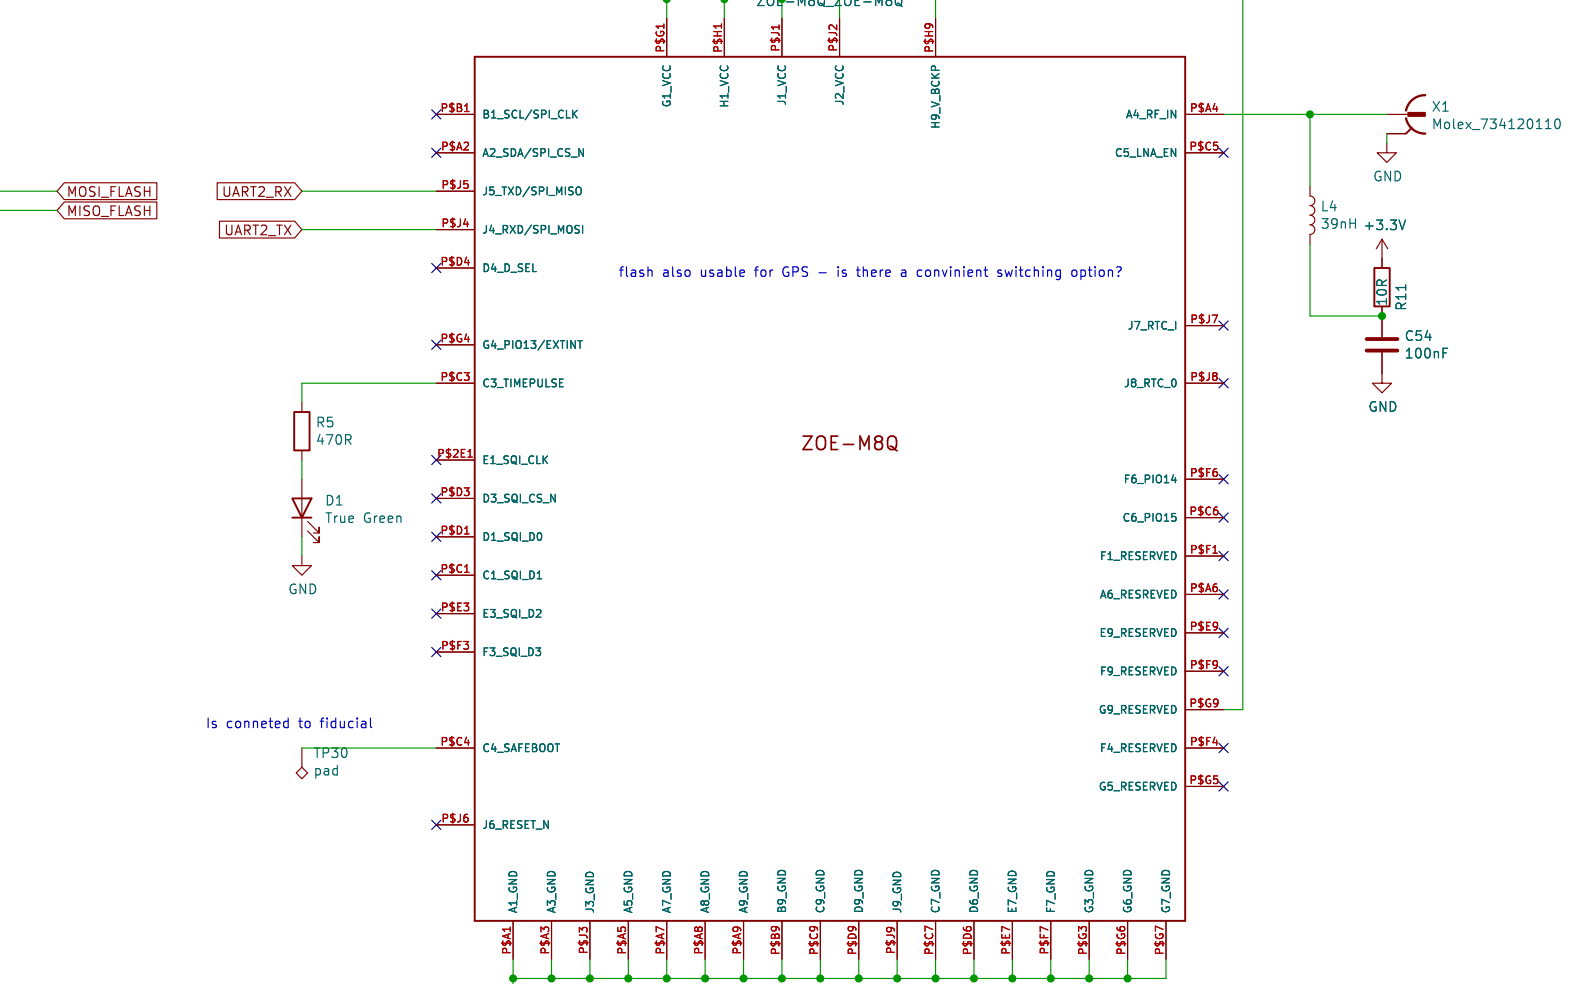 ZOE-M8Q_ZOE-M8Q
P$G1
P$H1
P$J1
P$J2
P$H9
G1_VCC
H1_VCC
J1_VCC
J2_VCC
H9_V_BCKP
P$B1
B1_SCL/SPI_CLK
P$A2
A2_SDA/SPI_CS_N
MOSI_FLASH
MISO_FLASH
UART2_RX
P$J5
J5_TXD/SPI_MISO
UART2_TX
P$J4
J4_RXD/SPI_MOSI
P$D4
D4_D_SEL
flash also usable for GPS – is there a convinient switching option?
P$G4
G4_PIO13/EXTINT
P$C3
C3_TIMEPULSE
R5
470R
D1
True Green
GND
ZOE-M8Q
P$2E1
E1_SQI_CLK
P$D3
D3_SQI_CS_N
P$D1
D1_SQI_D0
P$C1
C1_SQI_D1
P$E3
E3_SQI_D2
P$F3
F3_SQI_D3
Is conneted to fiducial
P$C4
C4_SAFEBOOT
TP30
pad
P$J6
J6_RESET_N
A4_RF_IN
P$A4
C5_LNA_EN
P$C5
X1
Molex_734120110
GND
L4
39nH
+3.3V
10R
R11
C54
100nF
GND
J7_RTC_I
P$J7
J8_RTC_O
P$J8
F6_PIO14
P$F6
C6_PIO15
P$C6
F1_RESERVED
P$F1
A6_RESREVED
P$A6
E9_RESERVED
P$E9
F9_RESERVED
P$F9
G9_RESERVED
P$G9
F4_RESERVED
P$F4
G5_RESERVED
P$G5
A1_GND
A3_GND
J3_GND
A5_GND
A7_GND
A8_GND
A9_GND
B9_GND
C9_GND
D9_GND
J9_GND
C7_GND
D6_GND
E7_GND
F7_GND
G3_GND
G6_GND
G7_GND
P$A1
P$A3
P$J3
P$A5
P$A7
P$A8
P$A9
P$B9
P$C9
P$D9
P$J9
P$C7
P$D6
P$E7
P$F7
P$G3
P$G6
P$G7